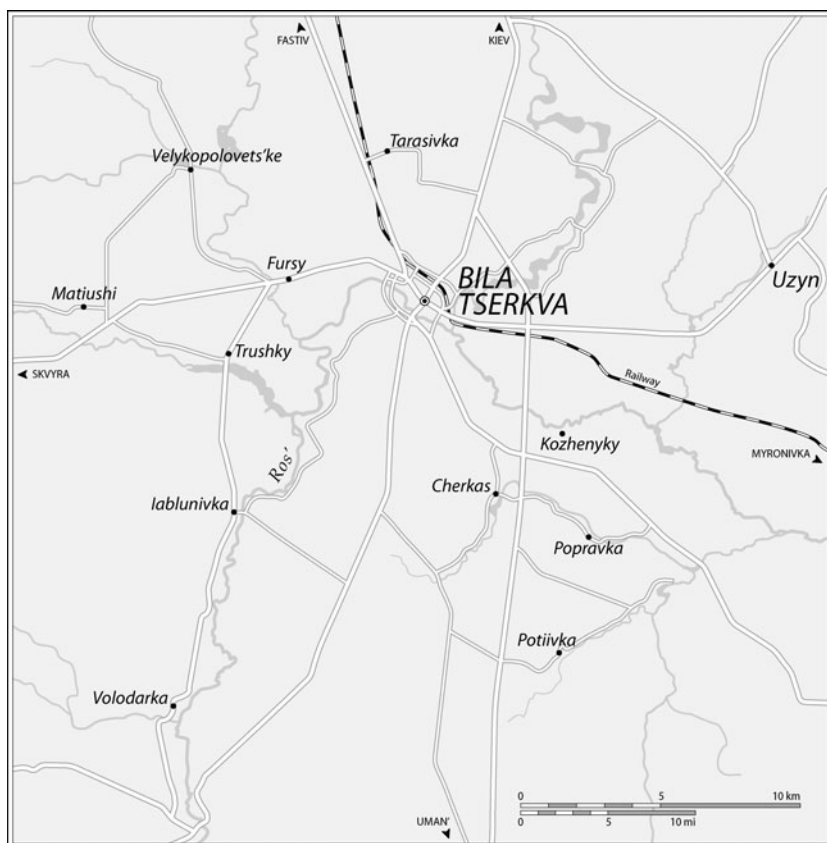 FASTIV
KIEV
Tarasivka
Velykopolovets'ke
Fursy
BILA
TSERKVA
Uzyn
Matiushi
Trushky
SKVYRA
Railway
Ros'
Kozhenyky
MYRONIVKA
Cherkas
Iablunivka
Popravka
Potiivka
Volodarka
0 5 10 km
0 5 10 mi
UMAN'